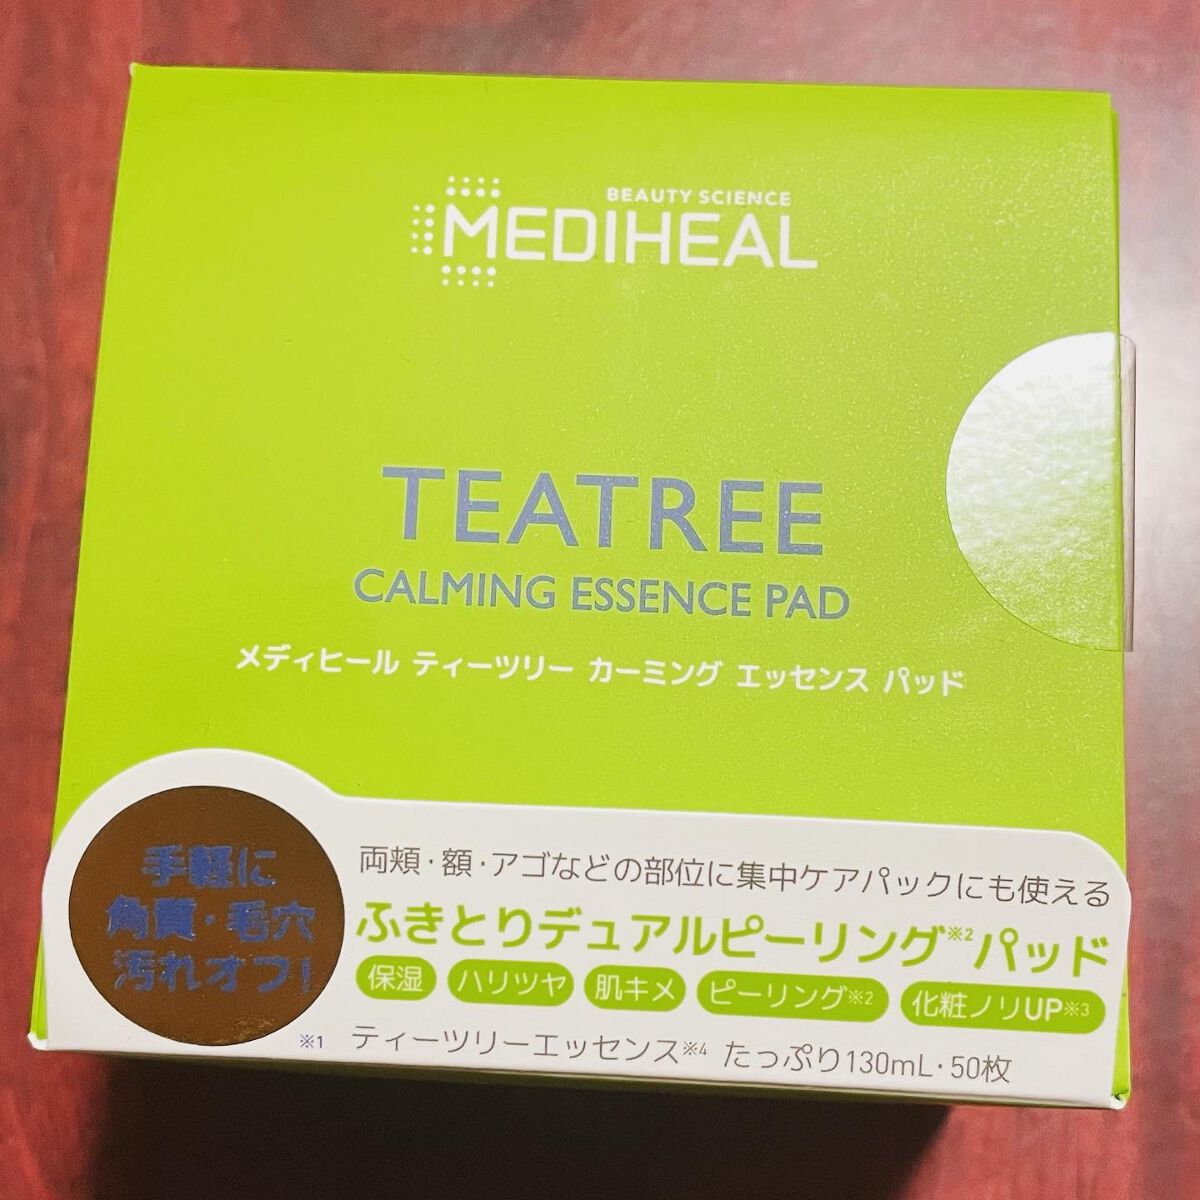 BEAUTY SCIENCE
MEDIHEAL
TEATREE
CALMING ESSENCE PAD
メディヒール ティーツリー カーミング エッセンス パッド
手軽に
角質・毛穴
汚れオフ!
※1
両頬・額・アゴなどの部位に集中ケアパックにも使える
ふきとりデュアルピーリング※2パッド
保湿 ハリツヤ 肌キメ ピーリング※2 化粧ノリUP※3
ティーツリーエッセンス※4 たっぷり130mL・50枚